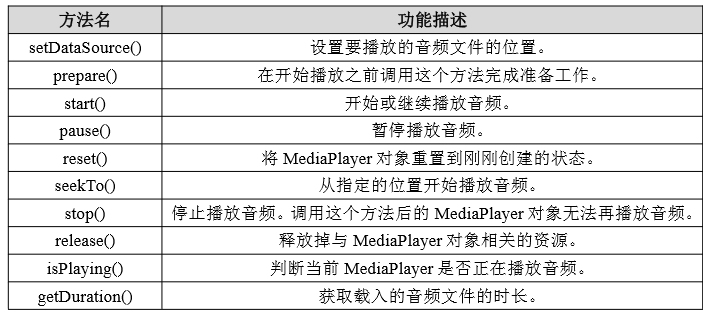 方法名 功能描述
setDataSource() 设置要播放的音频文件的位置。
prepare() 在开始播放之前调用这个方法完成准备工作。
start() 开始或继续播放音频。
pause() 暂停播放音频。
reset() 将 MediaPlayer 对象重置到刚刚创建的状态。
seekTo() 从指定的位置开始播放音频。
stop() 停止播放音频。调用这个方法后的 MediaPlayer 对象无法再播放音频。
release() 释放掉与 MediaPlayer 对象相关的资源。
isPlaying() 判断当前 MediaPlayer 是否正在播放音频。
getDuration() 获取载入的音频文件的时长。